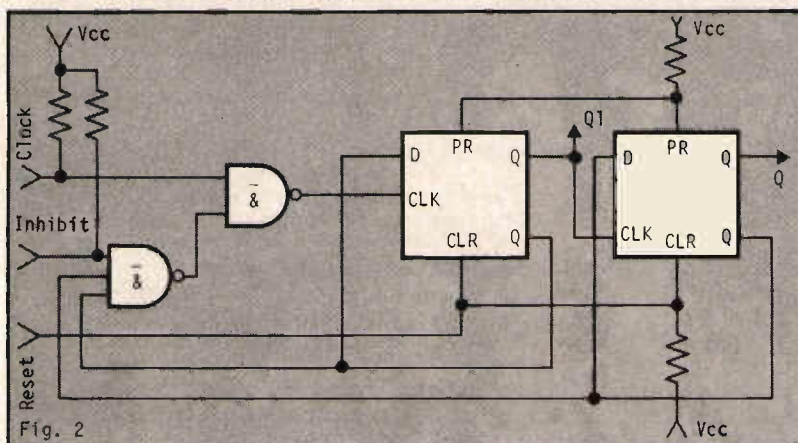 Vcc
Vcc
Clock
Inhibit
Reset
&
&
D
PR
Q
CLK
CLR
Q
Q1
D
PR
Q
CLK
CLR
Q
Q
Vcc
Fig. 2